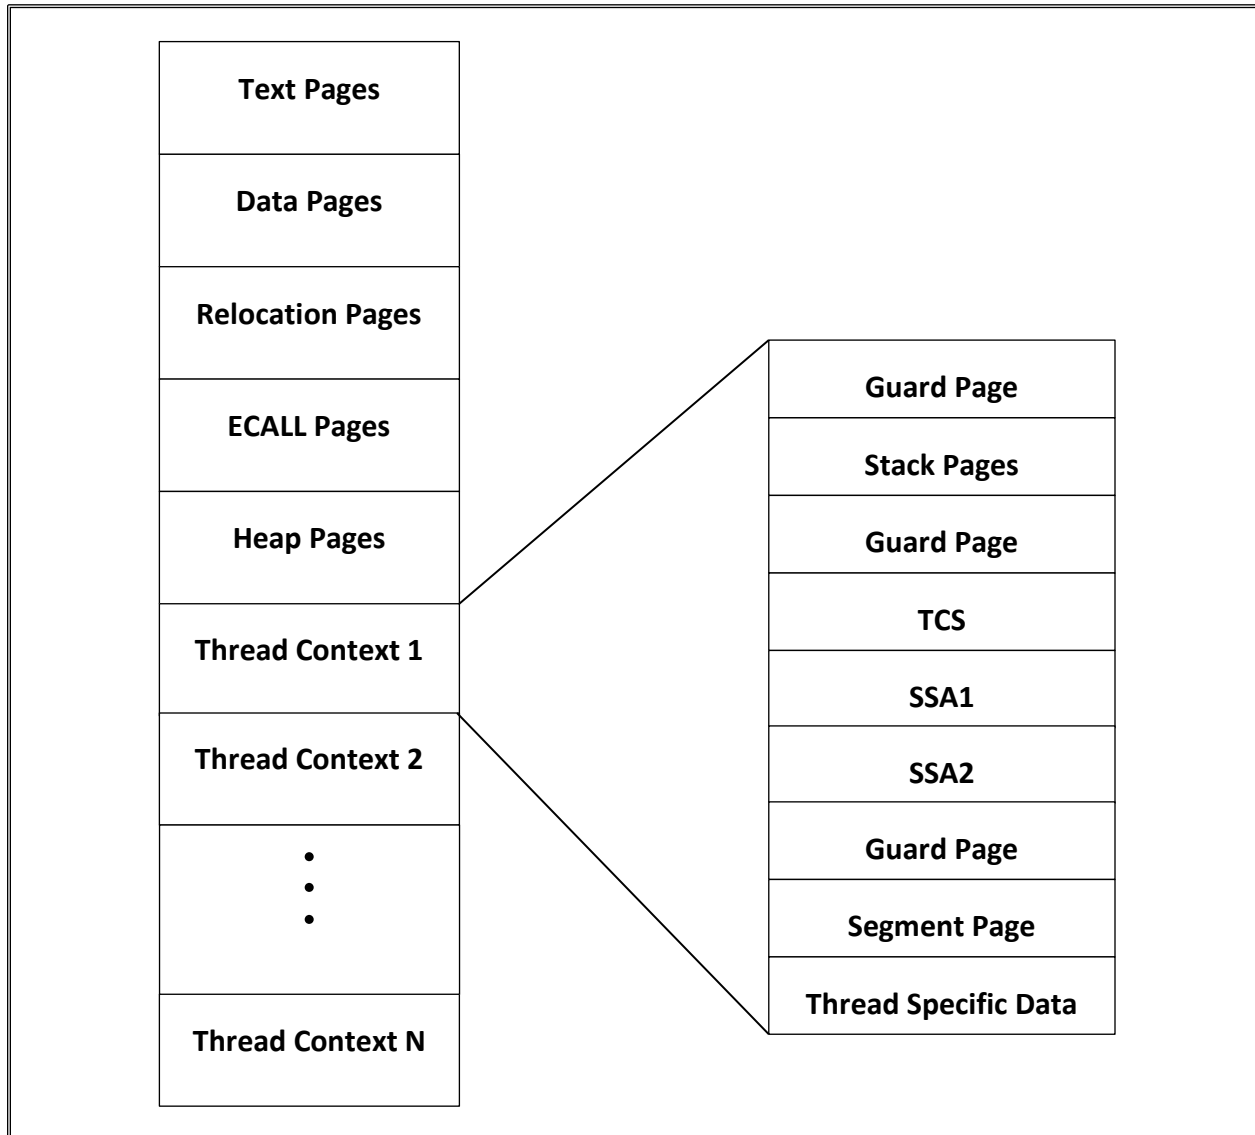 Text Pages
Data Pages
Relocation Pages
ECALL Pages
Heap Pages
Thread Context 1
Thread Context 2
Thread Context N
Guard Page
Stack Pages
Guard Page
TCS
SSA1
SSA2
Guard Page
Segment Page
Thread Specific Data